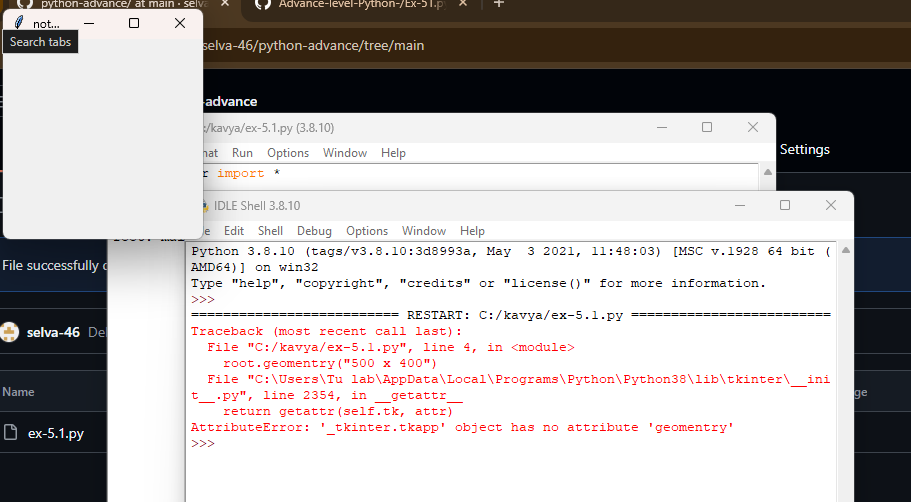 python-advance/ at main · selva
Advance-level-Python-/Ex-51.p
not...
Search tabs
selva-46/python-advance/tree/main
-advance
/kavya/ex-5.1.py (3.8.10)
Run Options Window Help
Settings
import *
IDLE Shell 3.8.10
Edit Shell Debug Options Window Help
Python 3.8.10 (tags/v3.8.10:3d8993a, May 3 2021, 11:48:03) [MSC v.1928 64 bit (
AMD64)] on win32
Type "help", "copyright", "credits" or "license()" for more information.
>>>
========================== RESTART: C:/kavya/ex-5.1.py =========================
Traceback (most recent call last):
File "C:/kavya/ex-5.1.py", line 4, in <module>
root.geomentry("500 x 400")
File "C:\Users\Tu lab\AppData\Local\Programs\Python\Python38\lib\tkinter\__ini
t__.py", line 2354, in __getattr__
return getattr(self.tk, attr)
AttributeError: '_tkinter.tkapp' object has no attribute 'geomentry'
>>>
File successfully
selva-46
Name
ex-5.1.py